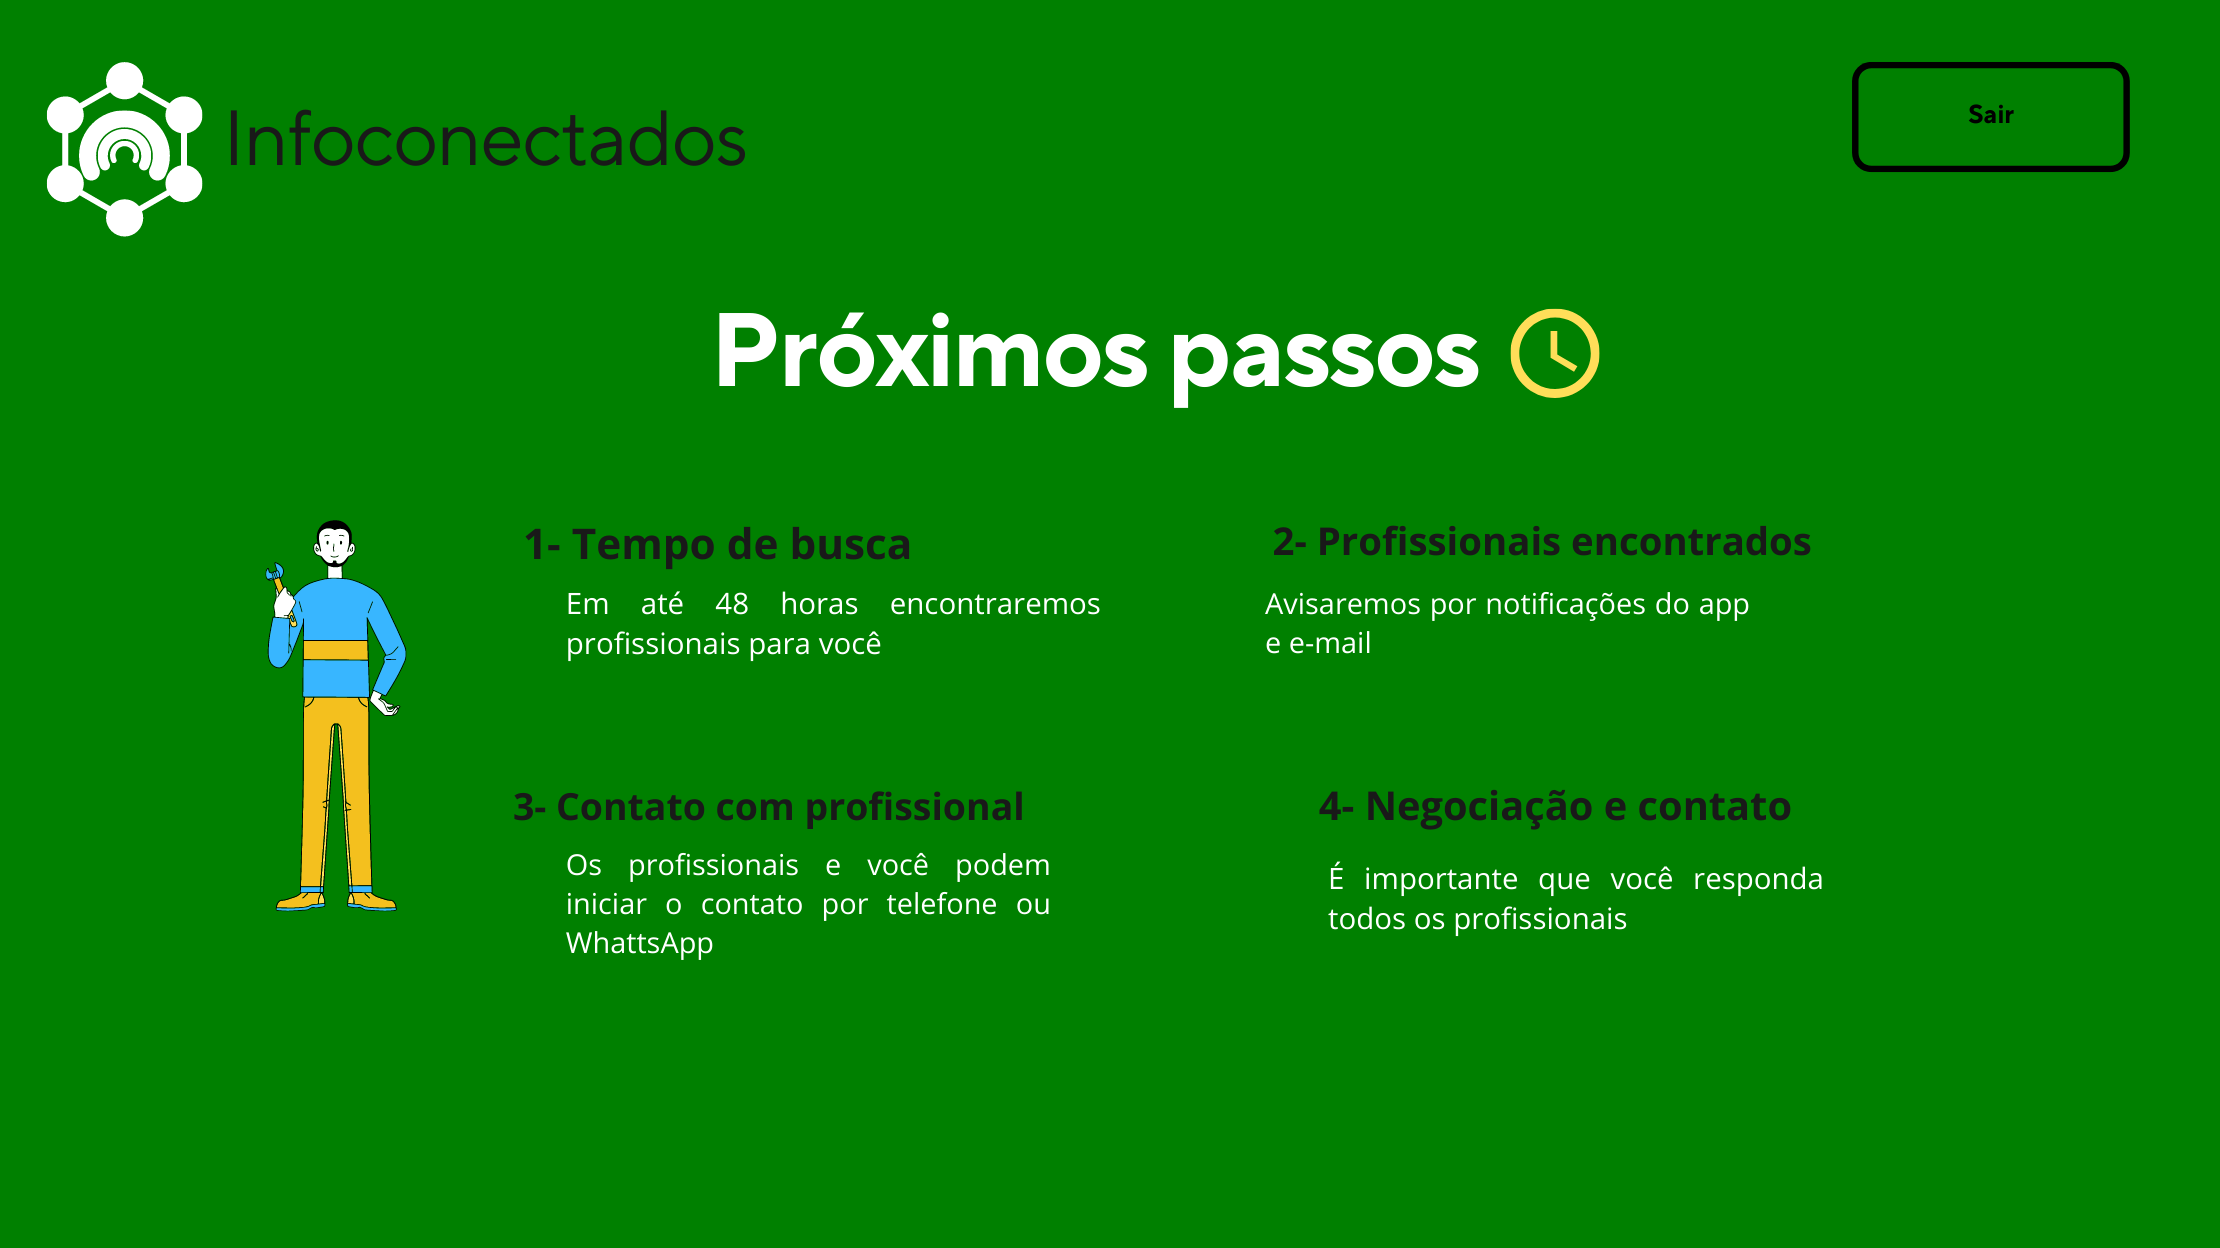 Infoconectados
Sair
Próximos passos
1- Tempo de busca
Em até 48 horas encontraremos
profissionais para você
2- Profissionais encontrados
Avisaremos por notificações do app
e e-mail
3- Contato com profissional
Os profissionais e você podem
iniciar o contato por telefone ou
WhattsApp
4- Negociação e contato
É importante que você responda
todos os profissionais